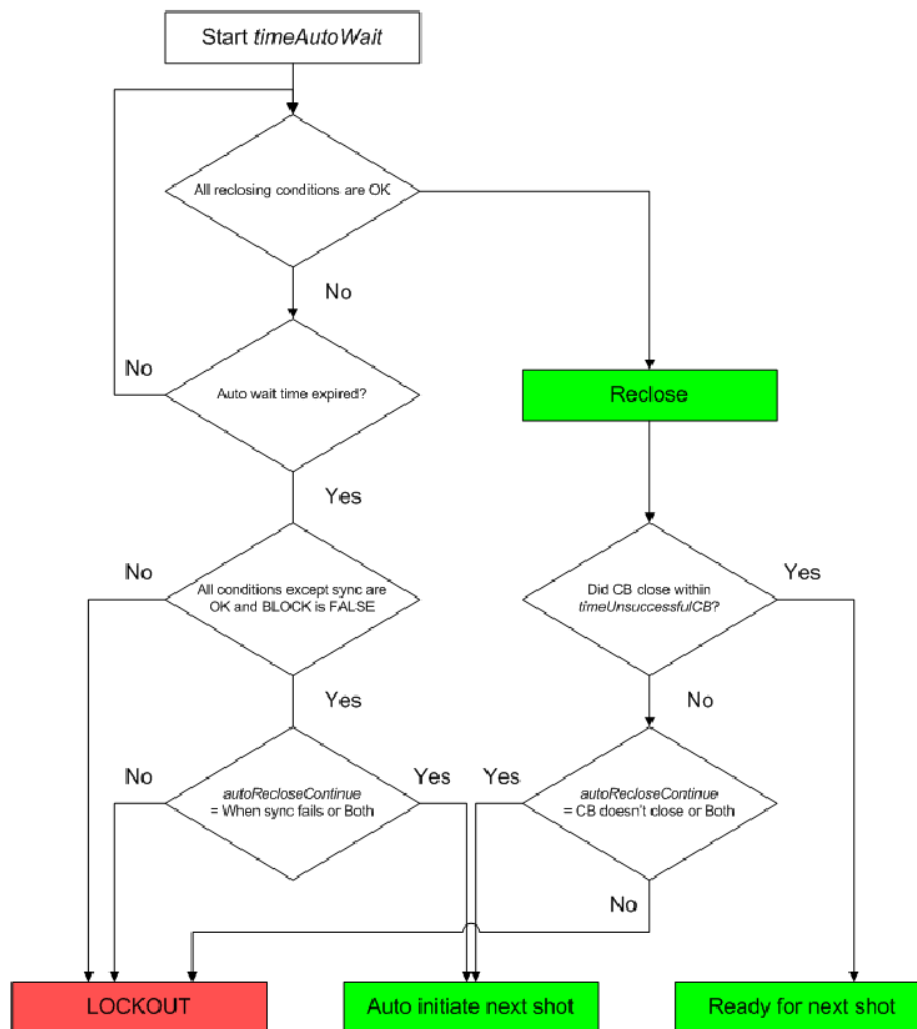 Start timeAutoWait
All reclosing conditions are OK
No
No
Auto wait time expired?
Reclose
Yes
No
All conditions except sync are
OK and BLOCK is FALSE
Did CB close within
timeUnsuccessfulCB?
Yes
Yes
No
No
autoRecloseContinue
= When sync fails or Both
Yes
Yes
autoRecloseContinue
= CB doesn't close or Both
No
LOCKOUT
Auto initiate next shot
Ready for next shot